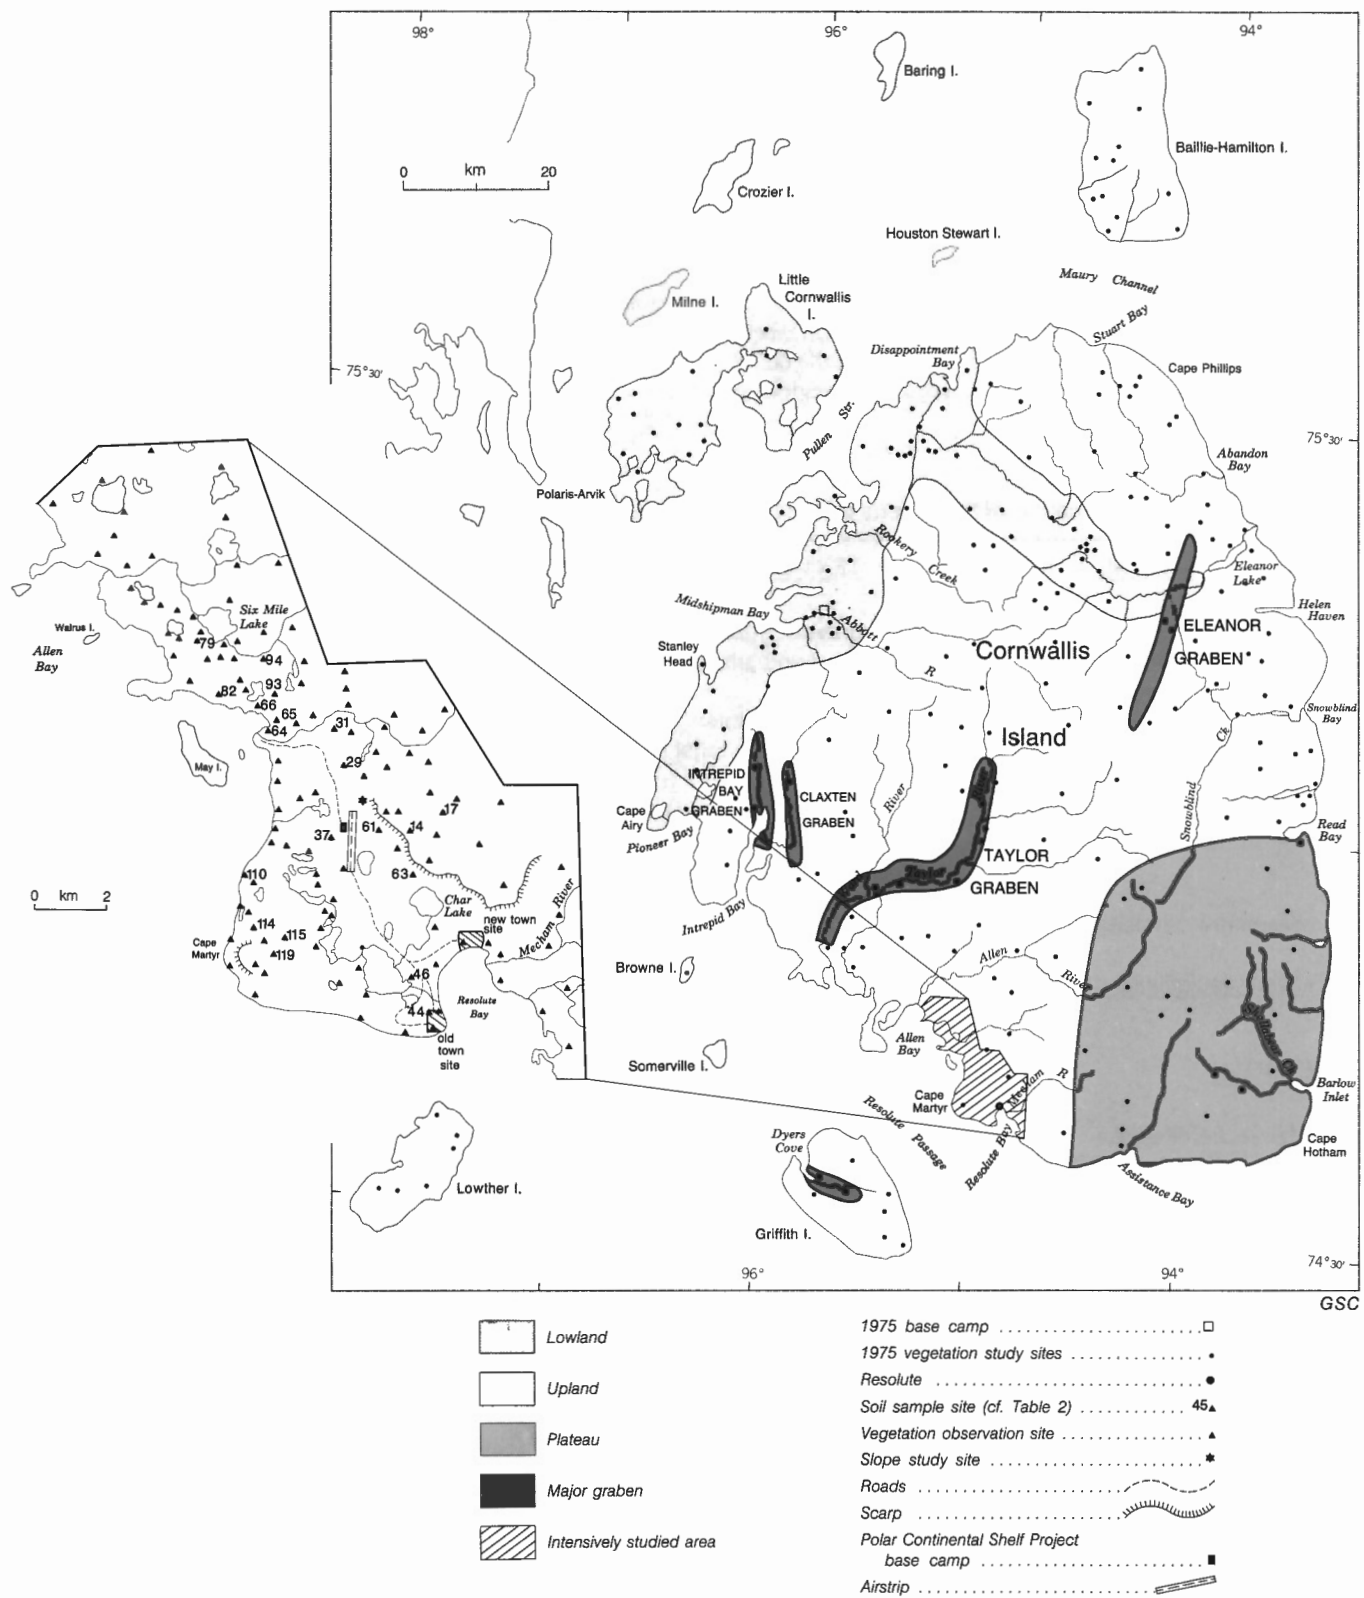 98°
96°
94°
Baring I.
Baillie-Hamilton I.
0 km 20
Crozier I.
Houston Stewart I.
Maury Channel
Little
Cornwallis
I.
Milne I.
Stuart Bay
Disappointment
Bay
Cape Phillips
75°30'
Pullen Str.
75°30'
Abandon
Bay
Polaris-Arvik
Rookery
Creek
Eleanor
Lake
Helen
Haven
Midshipman Bay
Abbott
R
Stanley
Head
Cornwallis
Island
ELEANOR
GRABEN
Snowblind
Bay
Snowblind
Ck
Walrus I.
Six Mile
Lake
Allen
Bay
79
94
82
93
66
65
64
31
May I.
29
17
37
61
14
110
63
Char
Lake
new town
site
Mecham River
114
115
119
Cape
Martyr
46
44
Resolute
Bay
old
town
site
0 km 2
INTREPID
BAY
GRABEN
CLAXTEN
GRABEN
Cape
Airy
Pioneer Bay
River
TAYLOR
GRABEN
Taylor
River
Read
Bay
Intrepid Bay
Browne I.
Allen
River
Allen
Bay
Somerville I.
Cape
Martyr
Mecham R
Resolute Bay
Resolute Passage
Shellabear Ck
Barlow
Inlet
Cape
Hotham
Assistance Bay
Dyers
Cove
Lowther I.
Griffith I.
74°30'
96°
94°
GSC
Lowland
Upland
Plateau
Major graben
Intensively studied area
1975 base camp
1975 vegetation study sites
Resolute
Soil sample site (cf. Table 2) 45
Vegetation observation site
Slope study site
Roads
Scarp
Polar Continental Shelf Project
base camp
Airstrip